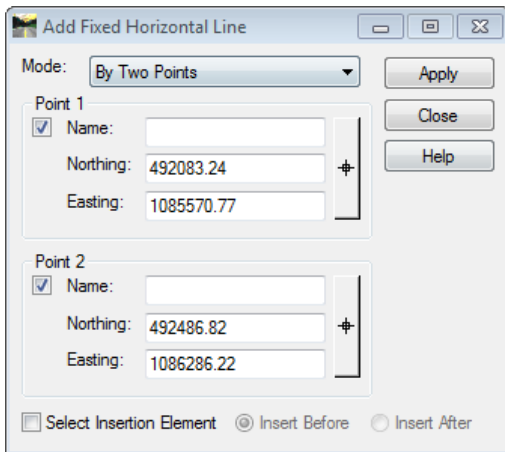 Add Fixed Horizontal Line
Mode: By Two Points
Apply
Close
Help
Point 1
Name:
Northing: 492083.24
Easting: 1085570.77
Point 2
Name:
Northing: 492486.82
Easting: 1086286.22
Select Insertion Element Insert Before Insert After